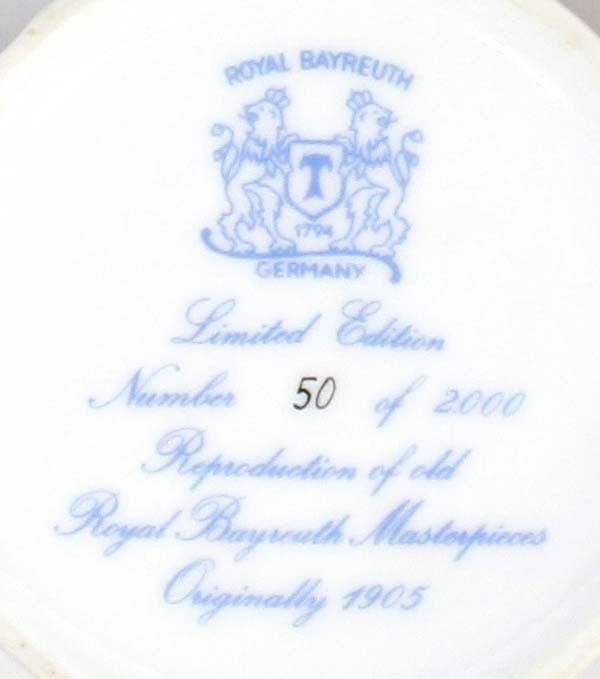 ROYAL BAYREUTH
T
1794
GERMANY
Limited Edition
Number 50 of 2000
Reproduction of old
Royal Bayreuth Masterpieces
Originally 1905